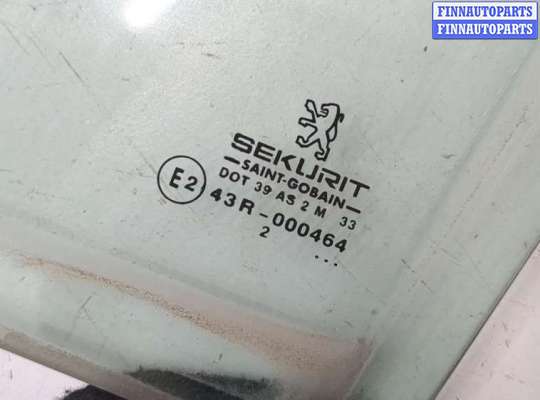 FINNAUTOPARTS
FINNAUTOPARTS
SEKURIT
SAINT-GOBAIN
DOT 39 AS 2 M 33
E2 43R-000464
2 ...